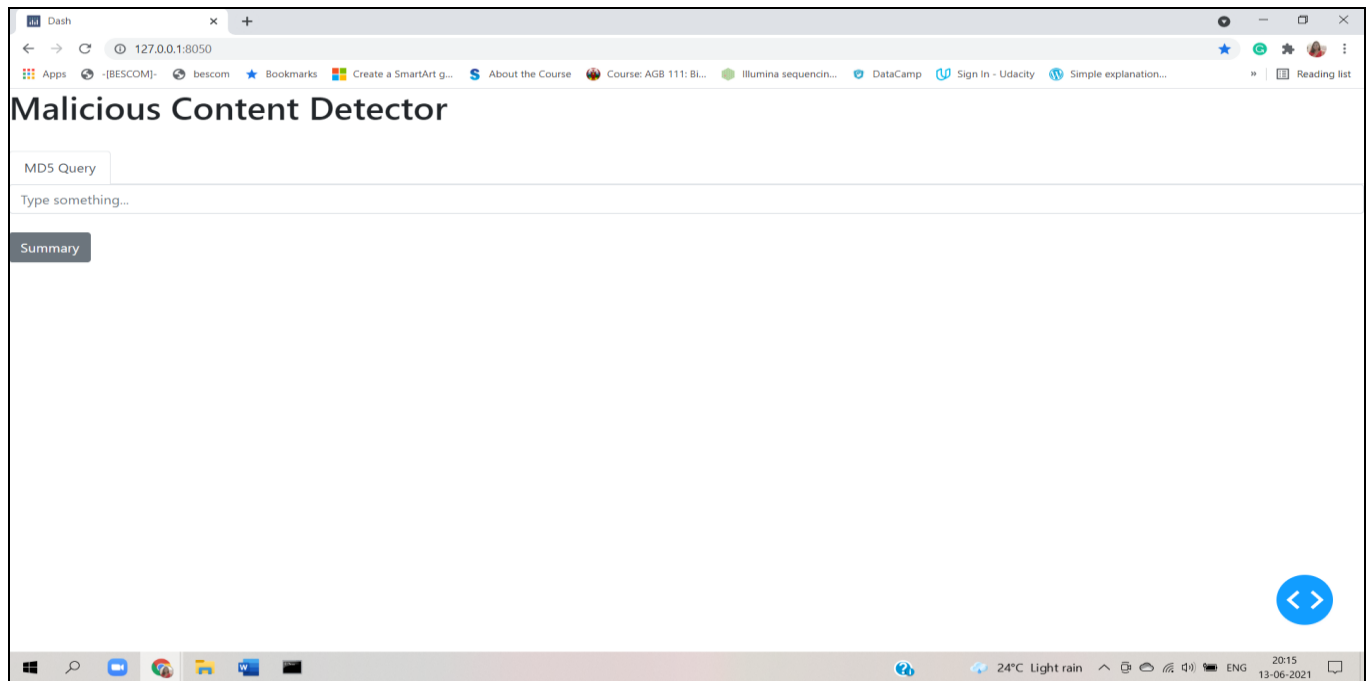 Dash
127.0.0.1:8050
Apps -[BESCOM]- bescom Bookmarks Create a SmartArt g... About the Course Course: AGB 111: Bi... Illumina sequencin... DataCamp Sign In - Udacity Simple explanation... » Reading list
Malicious Content Detector
MD5 Query
Type something...
Summary
24°C Light rain ENG 20:15
13-06-2021